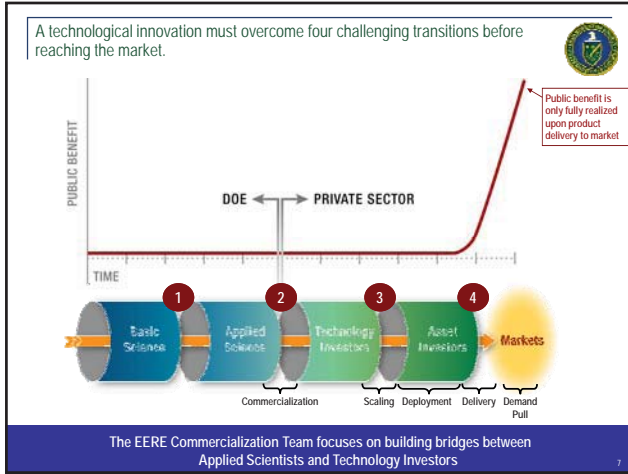 A technological innovation must overcome four challenging transitions before
reaching the market.
PUBLIC BENEFIT
Public benefit is
only fully realized
upon product
delivery to market
DOE
PRIVATE SECTOR
TIME
1
2
3
4
Basic
Science
Applied
Science
Technology
Investors
Asset
Investors
Markets
Commercialization
Scaling
Deployment
Delivery
Demand
Pull
The EERE Commercialization Team focuses on building bridges between
Applied Scientists and Technology Investors
7